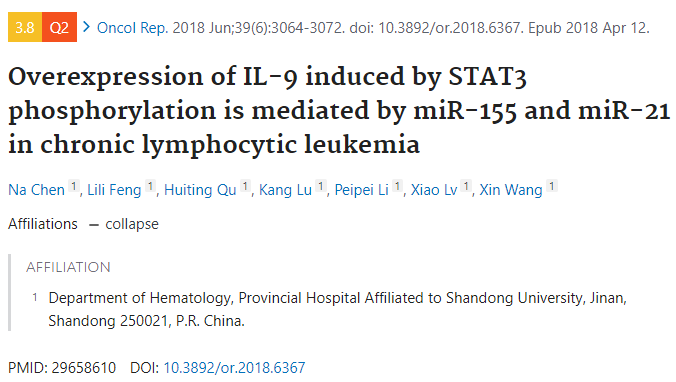 3.8 Q2 > Oncol Rep. 2018 Jun;39(6):3064-3072. doi: 10.3892/or.2018.6367. Epub 2018 Apr 12.
Overexpression of IL-9 induced by STAT3
phosphorylation is mediated by miR-155 and miR-21
in chronic lymphocytic leukemia
Na Chen 1, Lili Feng 1, Huiting Qu 1, Kang Lu 1, Peipei Li 1, Xiao Lv 1, Xin Wang 1
Affiliations – collapse
AFFILIATION
1 Department of Hematology, Provincial Hospital Affiliated to Shandong University, Jinan,
Shandong 250021, P.R. China.
PMID: 29658610 DOI: 10.3892/or.2018.6367